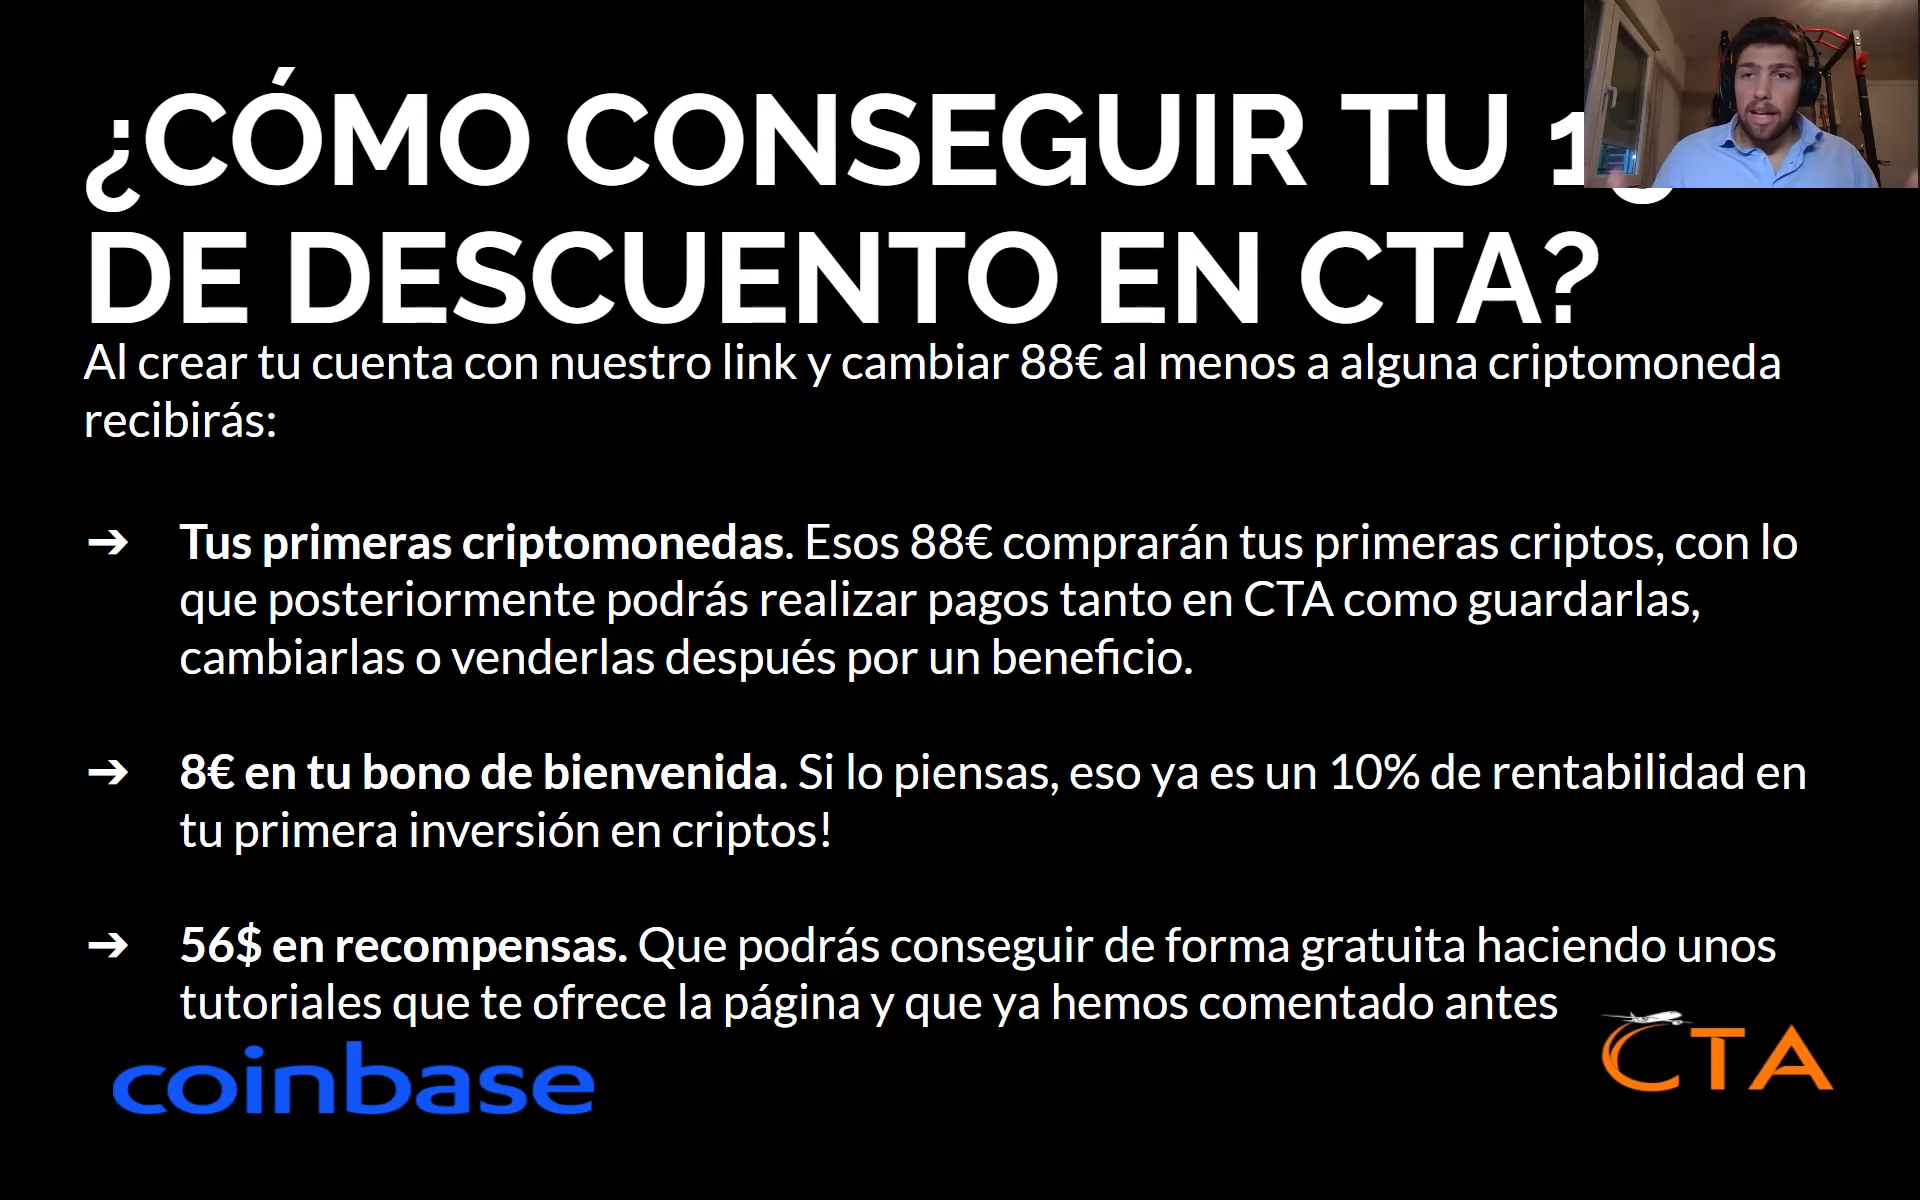 ¿CÓMO CONSEGUIR TU
DE DESCUENTO EN CTA?
Al crear tu cuenta con nuestro link y cambiar 88€ al menos a alguna criptomoneda
recibirás:
➔ Tus primeras criptomonedas. Esos 88€ comprarán tus primeras criptos, con lo
que posteriormente podrás realizar pagos tanto en CTA como guardarlas,
cambiarlas o venderlas después por un beneficio.
➔ 8€ en tu bono de bienvenida. Si lo piensas, eso ya es un 10% de rentabilidad en
tu primera inversión en criptos!
➔ 56$ en recompensas. Que podrás conseguir de forma gratuita haciendo unos
tutoriales que te ofrece la página y que ya hemos comentado antes
coinbase
CTA